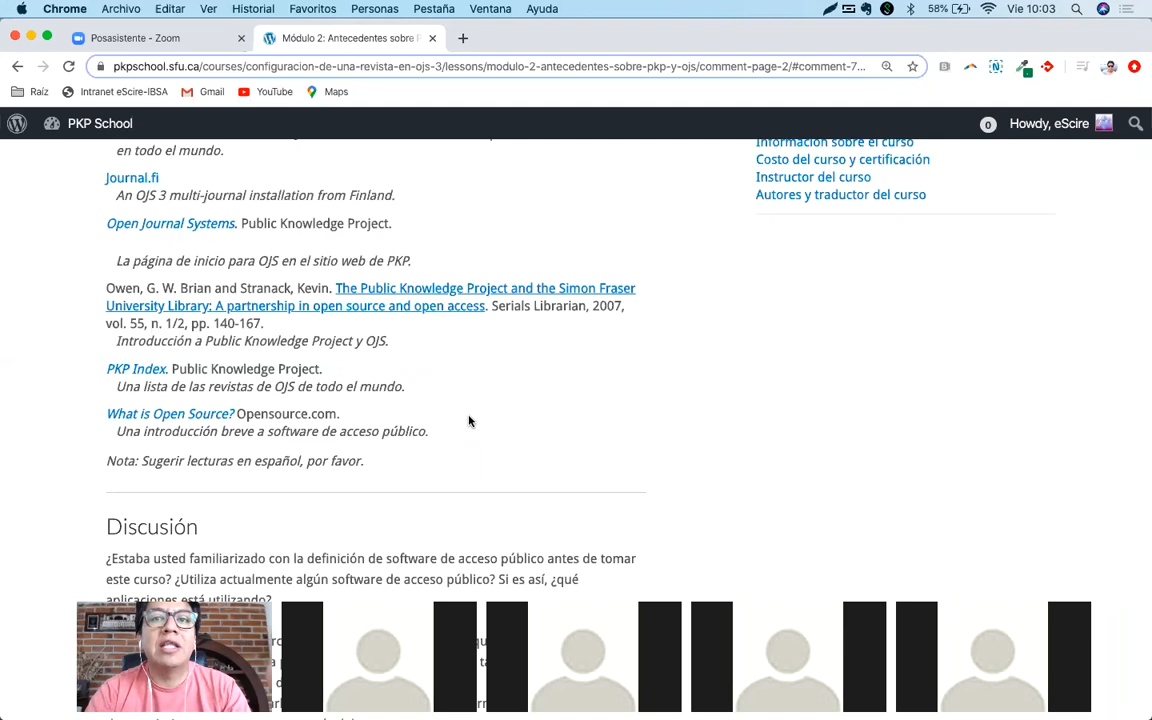 Chrome Archivo Editar Ver Historial Favoritos Personas Pestaña Ventana Ayuda 58% Vie 10:03
Posasistente - Zoom Módulo 2: Antecedentes sobre P
pkpschool.sfu.ca/courses/configuracion-de-una-revista-en-ojs-3/lessons/modulo-2-antecedentes-sobre-pkp-y-ojs/comment-page-2/#comment-7...
Raíz Intranet eScire-IBSA Gmail YouTube Maps
PKP School 0 Howdy, eScire
en todo el mundo.
Journal.fi
An OJS 3 multi-journal installation from Finland.
Open Journal Systems. Public Knowledge Project.
La página de inicio para OJS en el sitio web de PKP.
Owen, G. W. Brian and Stranack, Kevin. The Public Knowledge Project and the Simon Fraser
University Library: A partnership in open source and open access. Serials Librarian, 2007,
vol. 55, n. 1/2, pp. 140-167.
Introducción a Public Knowledge Project y OJS.
PKP Index. Public Knowledge Project.
Una lista de las revistas de OJS de todo el mundo.
What is Open Source? Opensource.com.
Una introducción breve a software de acceso público.
Nota: Sugerir lecturas en español, por favor.
Discusión
¿Estaba usted familiarizado con la definición de software de acceso público antes de tomar
este curso? ¿Utiliza actualmente algún software de acceso público? Si es así, ¿qué
aplicaciones está utilizando?
Información sobre el curso
Costo del curso y certificación
Instructor del curso
Autores y traductor del curso